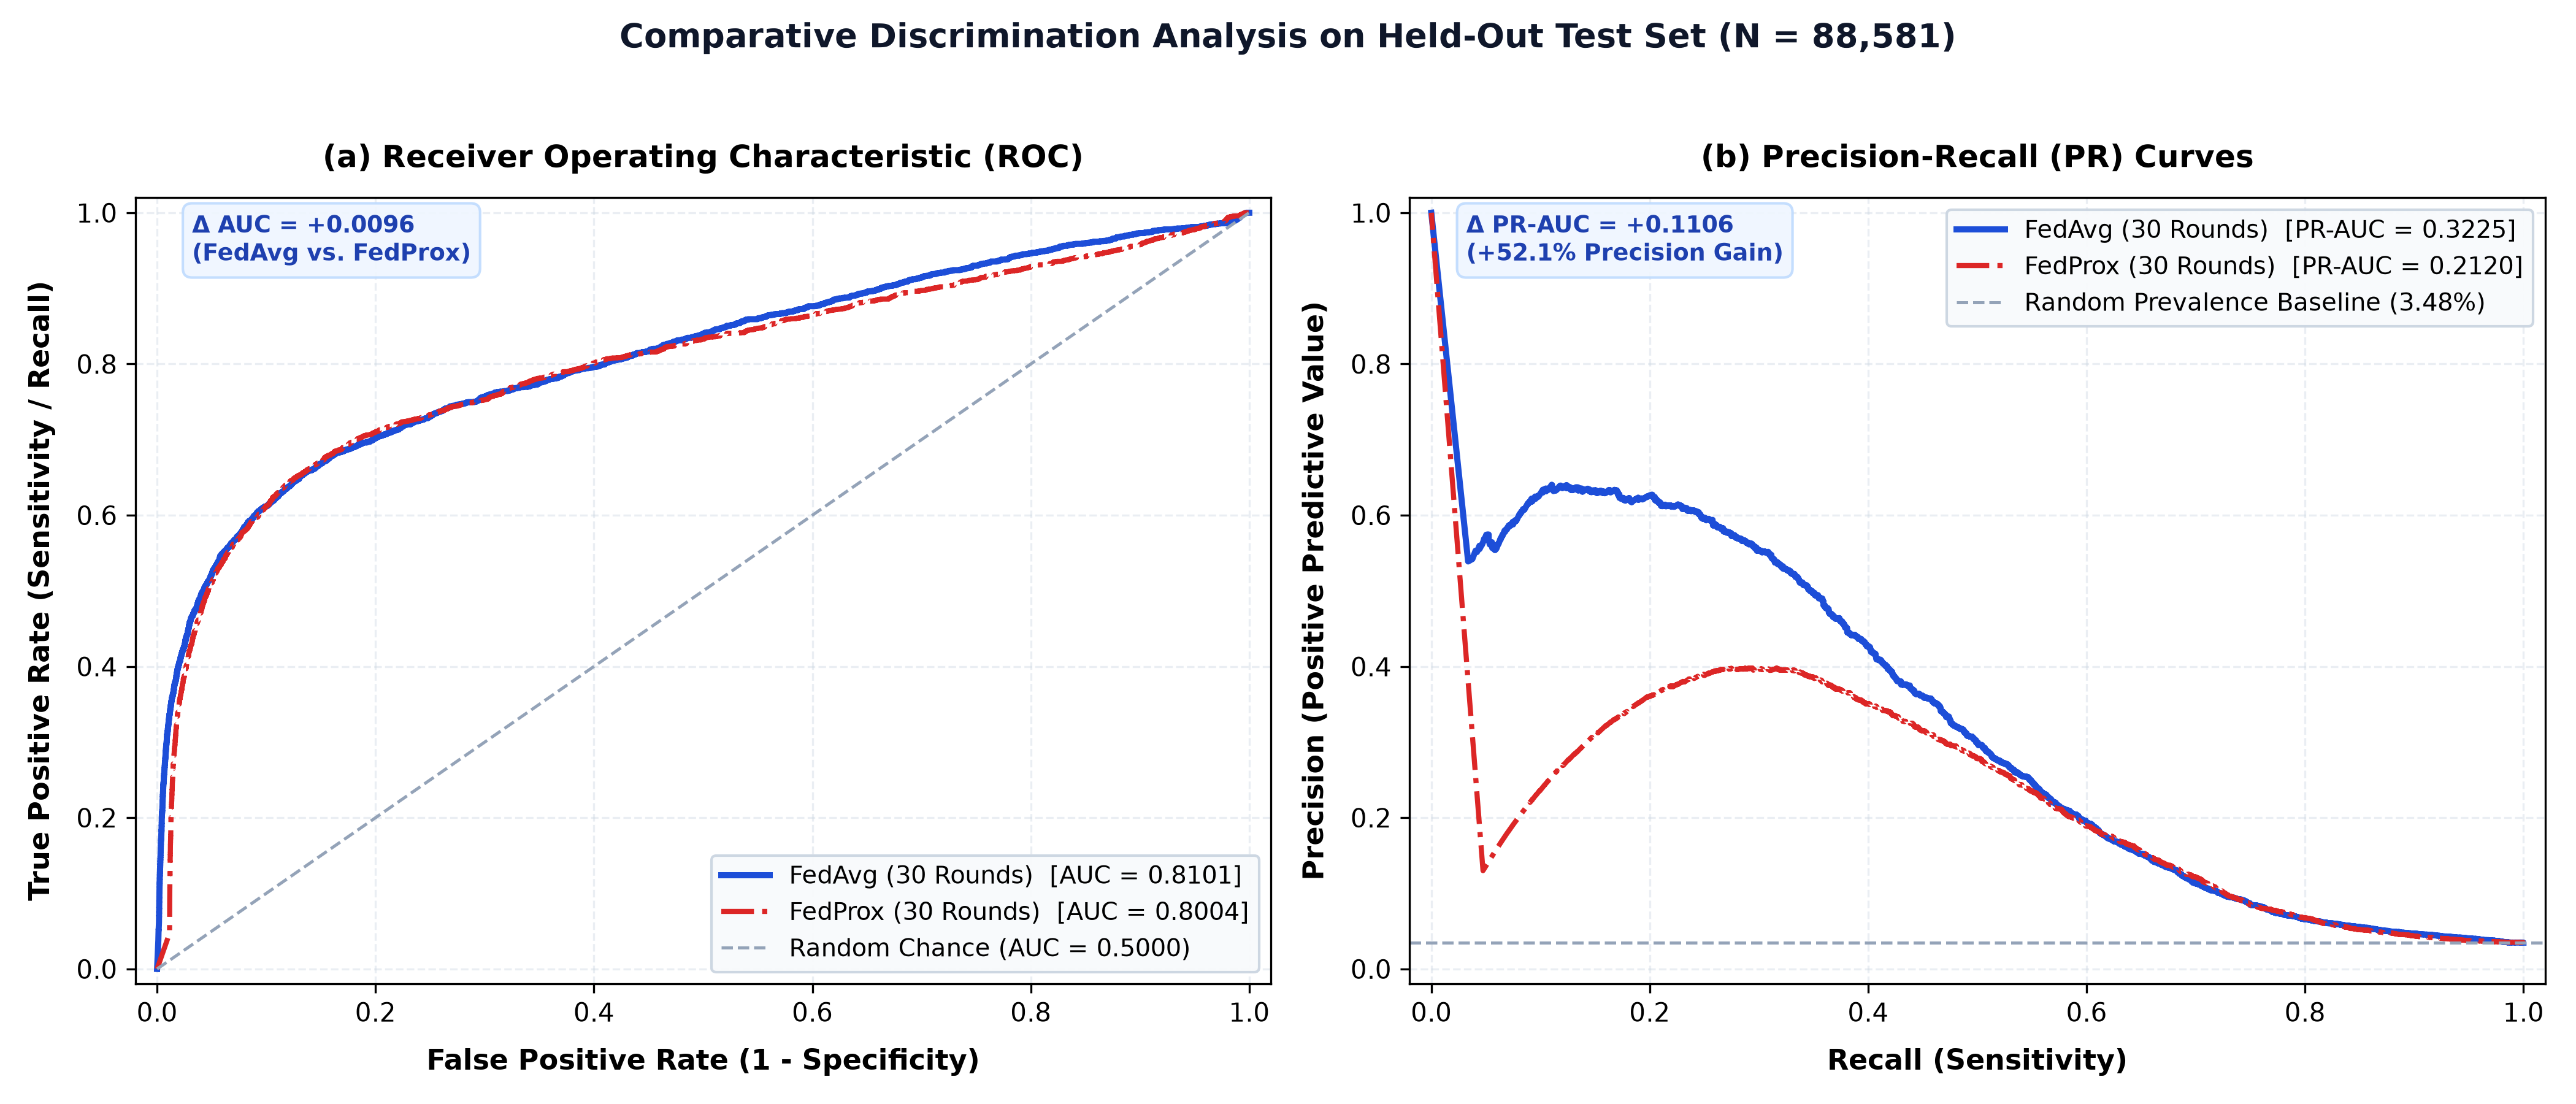 Comparative Discrimination Analysis on Held-Out Test Set (N = 88,581)
(a) Receiver Operating Characteristic (ROC)
Δ AUC = +0.0096
(FedAvg vs. FedProx)
True Positive Rate (Sensitivity / Recall)
1.0
0.8
0.6
0.4
0.2
0.0
FedAvg (30 Rounds) [AUC = 0.8101]
FedProx (30 Rounds) [AUC = 0.8004]
Random Chance (AUC = 0.5000)
0.0 0.2 0.4 0.6 0.8 1.0
False Positive Rate (1 - Specificity)
(b) Precision-Recall (PR) Curves
Δ PR-AUC = +0.1106
(+52.1% Precision Gain)
FedAvg (30 Rounds) [PR-AUC = 0.3225]
FedProx (30 Rounds) [PR-AUC = 0.2120]
Random Prevalence Baseline (3.48%)
Precision (Positive Predictive Value)
1.0
0.8
0.6
0.4
0.2
0.0
0.0 0.2 0.4 0.6 0.8 1.0
Recall (Sensitivity)